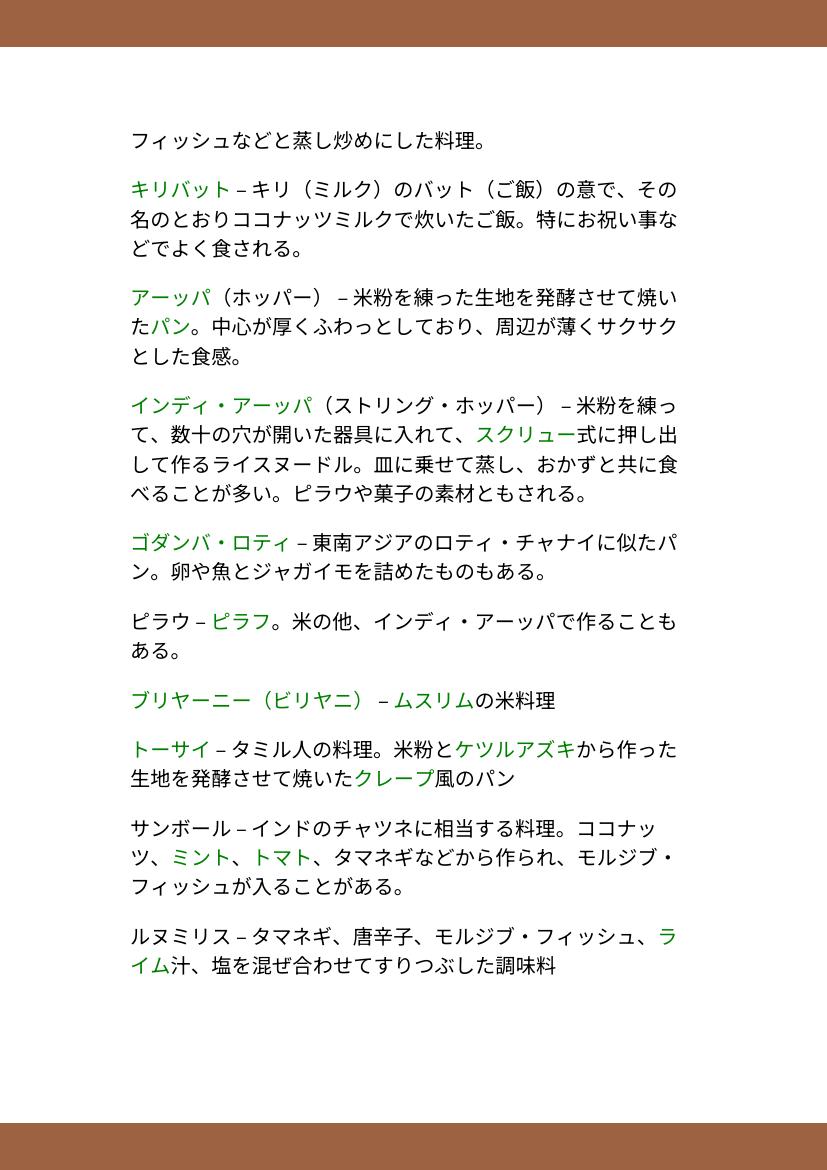 フィッシュなどと蒸し炒めにした料理。
キリバット – キリ（ミルク）のバット（ご飯）の意で、その
名のとおりココナッツミルクで炊いたご飯。特にお祝い事な
どでよく食される。
アーッパ（ホッパー） – 米粉を練った生地を発酵させて焼い
たパン。中心が厚くふわっとしており、周辺が薄くサクサク
とした食感。
インディ・アーッパ（ストリング・ホッパー） – 米粉を練っ
て、数十の穴が開いた器具に入れて、スクリュー式に押し出
して作るライスヌードル。皿に乗せて蒸し、おかずと共に食
べることが多い。ピラウや菓子の素材ともされる。
ゴダンバ・ロティ – 東南アジアのロティ・チャナイに似たパ
ン。卵や魚とジャガイモを詰めたものもある。
ピラウ – ピラフ。米の他、インディ・アーッパで作ることも
ある。
ブリヤーニー（ビリヤニ） – ムスリムの米料理
トーサイ – タミル人の料理。米粉とケツルアズキから作った
生地を発酵させて焼いたクレープ風のパン
サンボール – インドのチャツネに相当する料理。ココナッ
ツ、ミント、トマト、タマネギなどから作られ、モルジブ・
フィッシュが入ることがある。
ルヌミリス – タマネギ、唐辛子、モルジブ・フィッシュ、ラ
イム汁、塩を混ぜ合わせてすりつぶした調味料